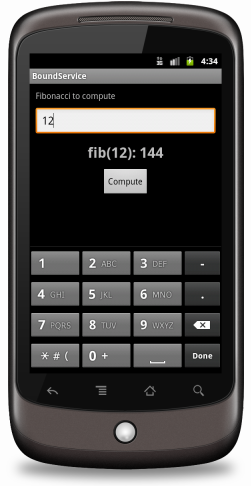 3G 4:34
BoundService
Fibonacci to compute
12
fib(12): 144
Compute
1 2 ABC 3 DEF -
4 GHI 5 JKL 6 MNO .
7 PQRS 8 TUV 9 WXYZ
* # ( 0 + Done